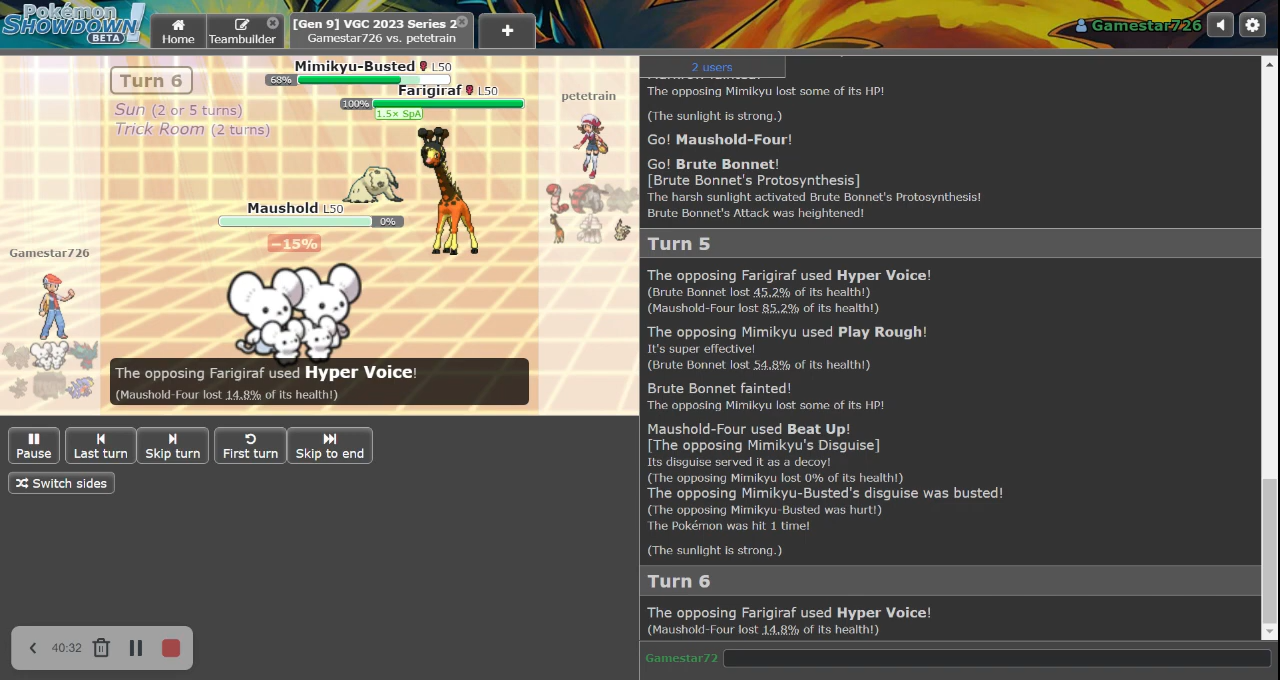 Pokémon
SHOWDOWN!
BETA
Home
Teambuilder
[Gen 9] VGC 2023 Series 2
Gamestar726 vs. petetrain
+
Gamestar726
Turn 6
Sun (2 or 5 turns)
Trick Room (2 turns)
Mimikyu-Busted L50
68%
Farigiraf L50
100%
1.5× SpA
petetrain
Maushold L50
0%
−15%
Gamestar726
The opposing Farigiraf used Hyper Voice!
(Maushold-Four lost 14.8% of its health!)
Pause
Last turn
Skip turn
First turn
Skip to end
Switch sides
40:32
2 users
The opposing Mimikyu lost some of its HP!
(The sunlight is strong.)
Go! Maushold-Four!
Go! Brute Bonnet!
[Brute Bonnet's Protosynthesis]
The harsh sunlight activated Brute Bonnet's Protosynthesis!
Brute Bonnet's Attack was heightened!
Turn 5
The opposing Farigiraf used Hyper Voice!
(Brute Bonnet lost 45.2% of its health!)
(Maushold-Four lost 85.2% of its health!)
The opposing Mimikyu used Play Rough!
It's super effective!
(Brute Bonnet lost 54.8% of its health!)
Brute Bonnet fainted!
The opposing Mimikyu lost some of its HP!
Maushold-Four used Beat Up!
[The opposing Mimikyu's Disguise]
Its disguise served it as a decoy!
(The opposing Mimikyu lost 0% of its health!)
The opposing Mimikyu-Busted's disguise was busted!
(The opposing Mimikyu-Busted was hurt!)
The Pokémon was hit 1 time!
(The sunlight is strong.)
Turn 6
The opposing Farigiraf used Hyper Voice!
(Maushold-Four lost 14.8% of its health!)
Gamestar72